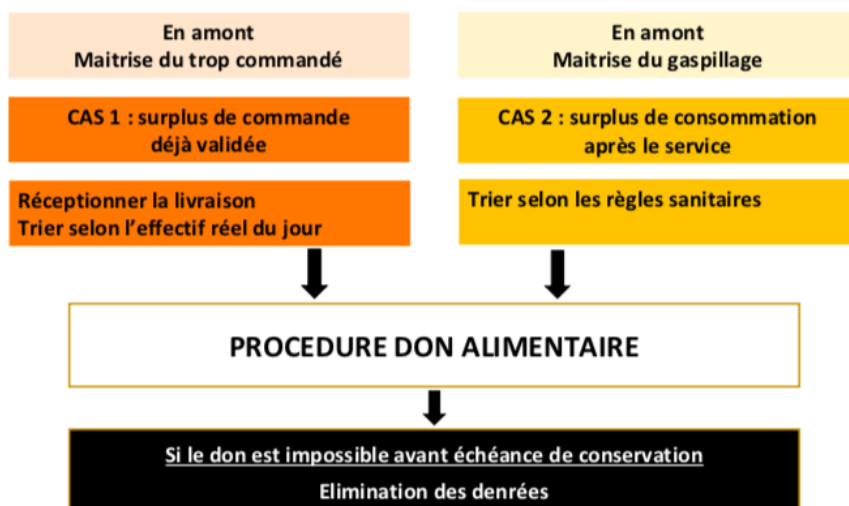 En amont
Maitrise du trop commandé
En amont
Maitrise du gaspillage
CAS 1 : surplus de commande
déjà validée
CAS 2 : surplus de consommation
après le service
Réceptionner la livraison
Trier selon l'effectif réel du jour
Trier selon les règles sanitaires
PROCEDURE DON ALIMENTAIRE
Si le don est impossible avant échéance de conservation
Elimination des denrées